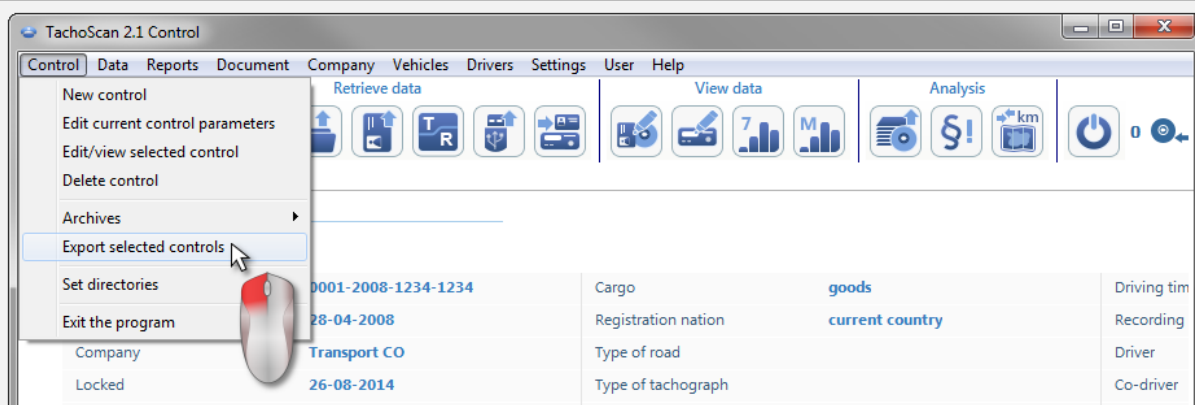 TachoScan 2.1 Control
Control Data Reports Document Company Vehicles Drivers Settings User Help
Retrieve data View data Analysis
New control
Edit current control parameters
Edit/view selected control
Delete control
Archives
Export selected controls
Set directories
Exit the program
T R 7 M §! km 0
0001-2008-1234-1234 Cargo goods Driving tim
28-04-2008 Registration nation current country Recording
Company Transport CO Type of road Driver
Locked 26-08-2014 Type of tachograph Co-driver